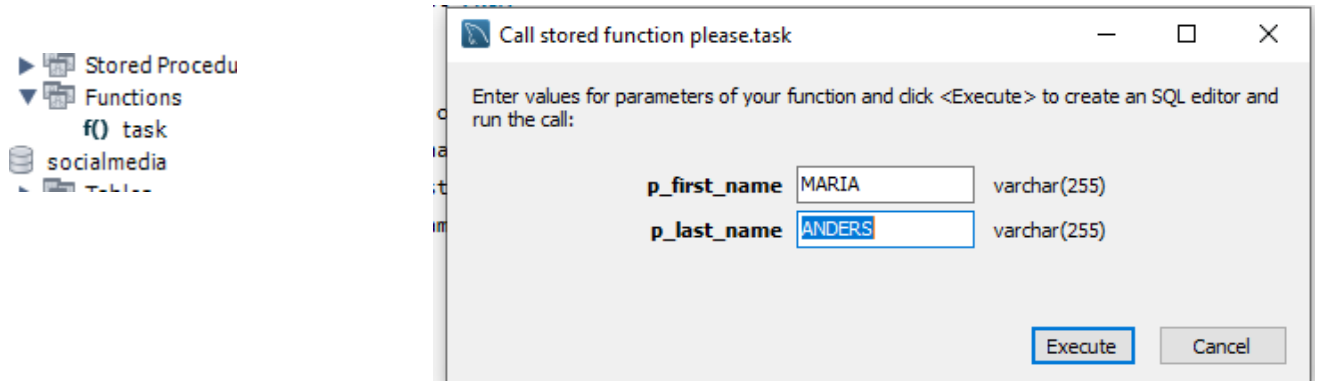 Stored Procedu
Functions
f() task
socialmedia
Call stored function please.task
Enter values for parameters of your function and click <Execute> to create an SQL editor and
run the call:
p_first_name MARIA varchar(255)
p_last_name ANDERS varchar(255)
Execute Cancel